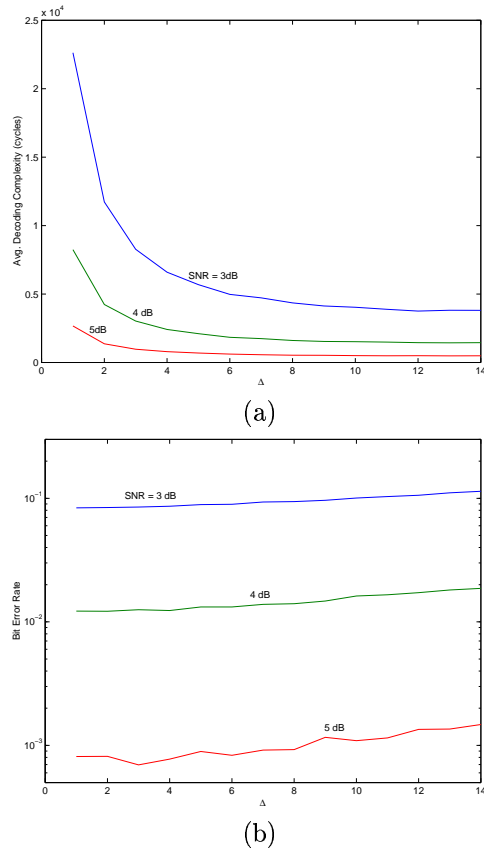 x 10^4
2.5
2
1.5
1
0.5
0
Avg. Decoding Complexity (cycles)
SNR = 3dB
4 dB
5dB
0 2 4 6 8 10 12 14
Δ
(a)
10^-1
10^-2
10^-3
Bit Error Rate
SNR = 3 dB
4 dB
5 dB
0 2 4 6 8 10 12 14
Δ
(b)